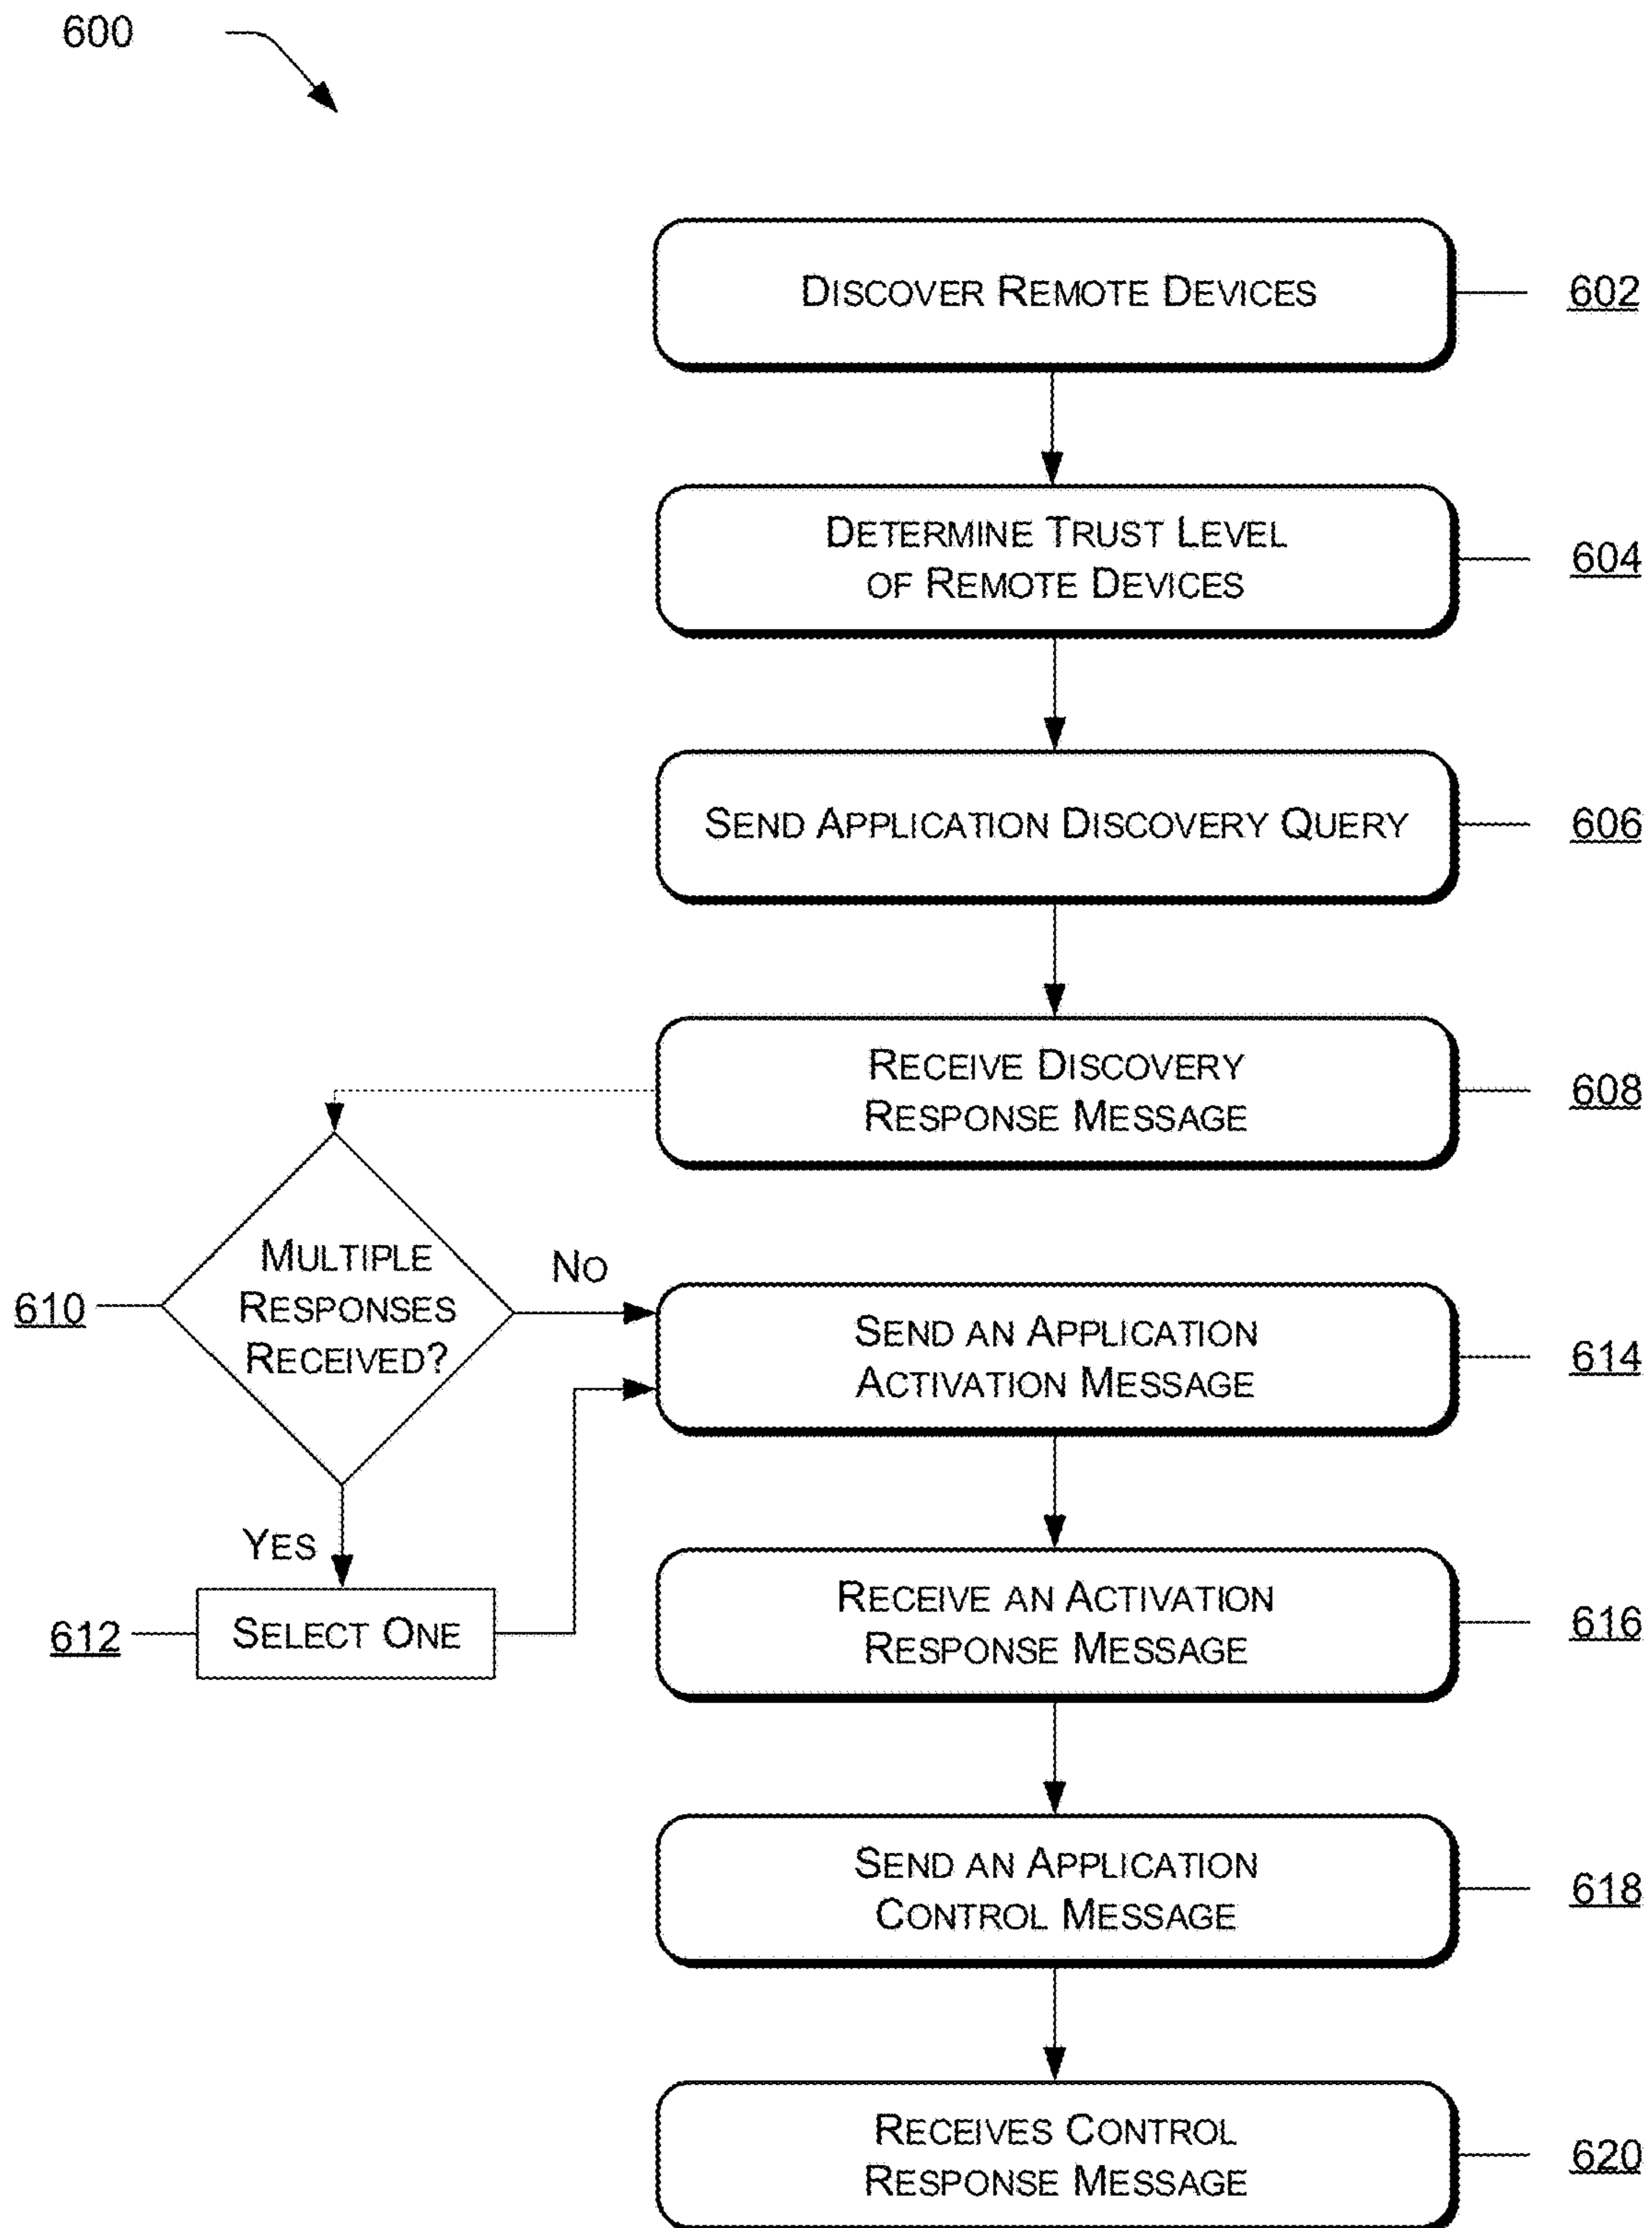 600
DISCOVER REMOTE DEVICES
602
DETERMINE TRUST LEVEL
OF REMOTE DEVICES
604
SEND APPLICATION DISCOVERY QUERY
606
RECEIVE DISCOVERY
RESPONSE MESSAGE
608
MULTIPLE
RESPONSES
RECEIVED?
610
NO
YES
SELECT ONE
612
SEND AN APPLICATION
ACTIVATION MESSAGE
614
RECEIVE AN ACTIVATION
RESPONSE MESSAGE
616
SEND AN APPLICATION
CONTROL MESSAGE
618
RECEIVES CONTROL
RESPONSE MESSAGE
620